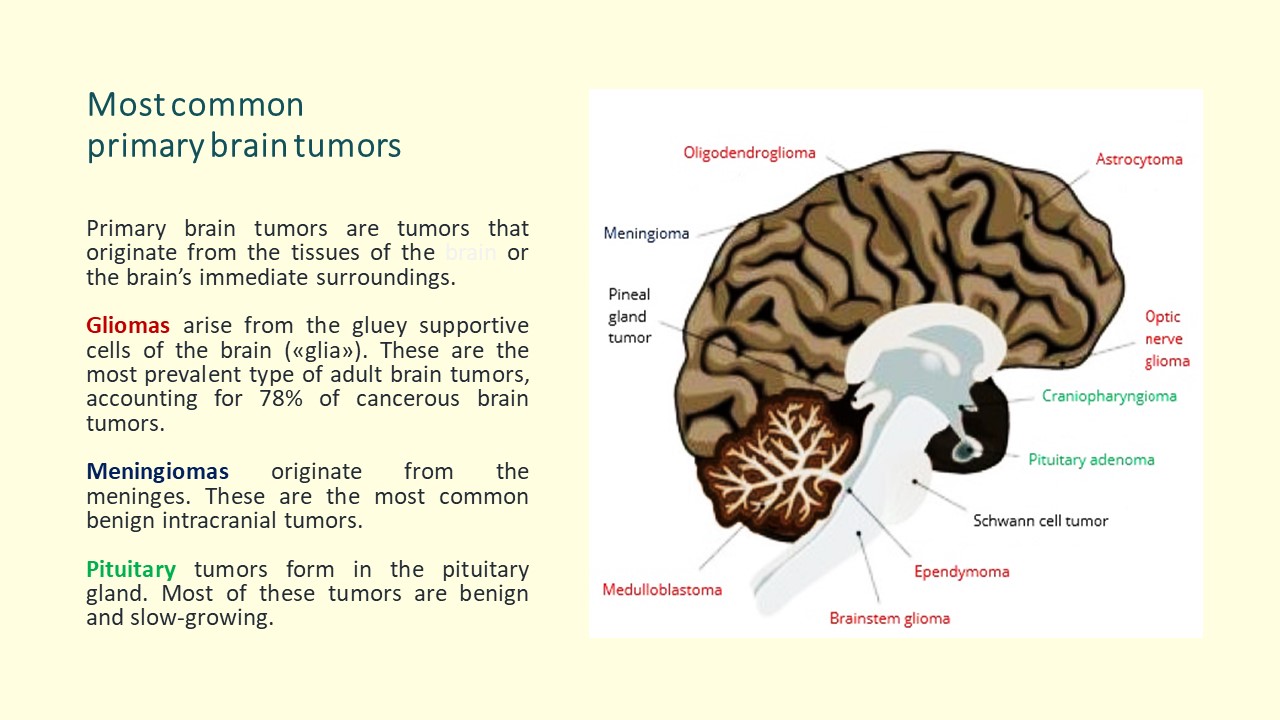 Most common
primary brain tumors
Primary brain tumors are tumors that
originate from the tissues of the brain or
the brain’s immediate surroundings.
Gliomas arise from the gluey supportive
cells of the brain («glia»). These are the
most prevalent type of adult brain tumors,
accounting for 78% of cancerous brain
tumors.
Meningiomas originate from the
meninges. These are the most common
benign intracranial tumors.
Pituitary tumors form in the pituitary
gland. Most of these tumors are benign
and slow-growing.
Oligodendroglioma
Astrocytoma
Meningioma
Pineal
gland
tumor
Optic
nerve
glioma
Craniopharyngioma
Pituitary adenoma
Schwann cell tumor
Ependymoma
Medulloblastoma
Brainstem glioma